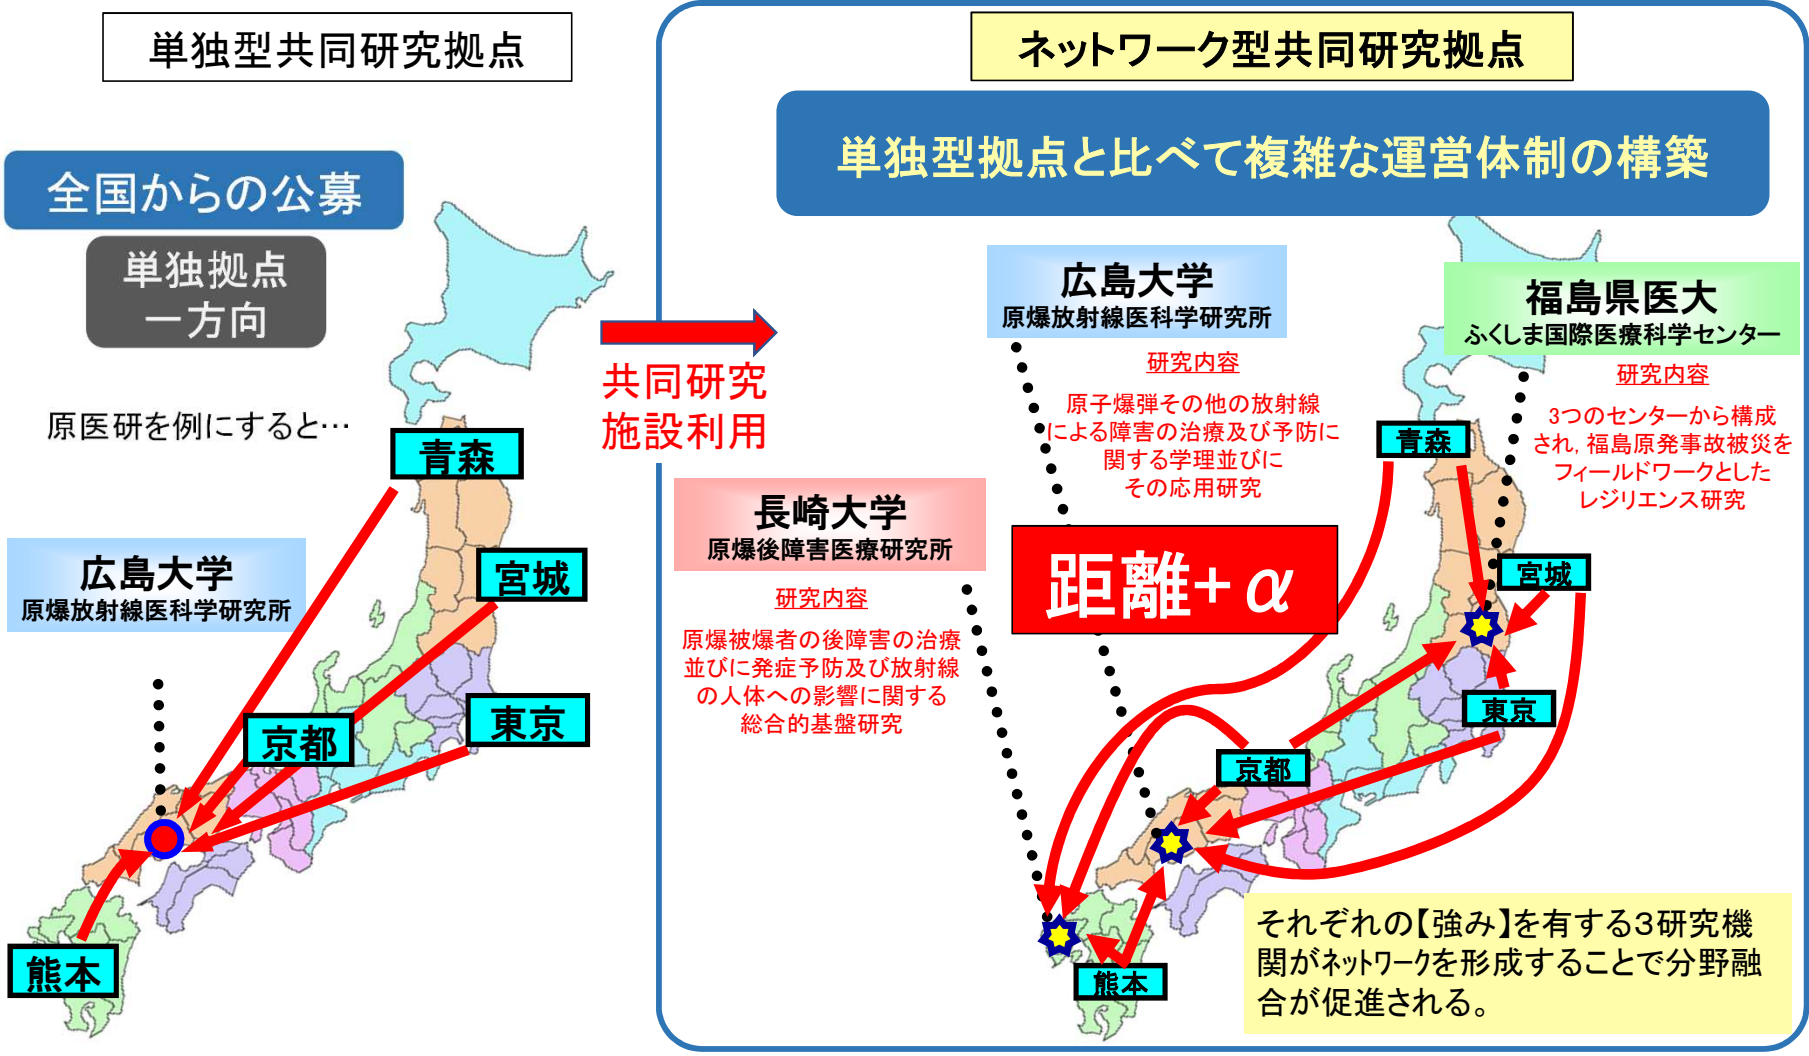 単独型共同研究拠点
全国からの公募
単独拠点
一方向
原医研を例にすると…
青森
広島大学
原爆放射線医科学研究所
宮城
東京
京都
熊本
共同研究
施設利用
ネットワーク型共同研究拠点
単独型拠点と比べて複雑な運営体制の構築
広島大学
原爆放射線医科学研究所
研究内容
原子爆弾その他の放射線
による障害の治療及び予防に
関する学理並びに
その応用研究
福島県医大
ふくしま国際医療科学センター
研究内容
3つのセンターから構成
され,福島原発事故被災を
フィールドワークとした
レジリエンス研究
長崎大学
原爆後障害医療研究所
研究内容
原爆被爆者の後障害の治療
並びに発症予防及び放射線
の人体への影響に関する
総合的基盤研究
距離+α
青森
宮城
東京
京都
熊本
それぞれの【強み】を有する3研究機
関がネットワークを形成することで分野融
合が促進される。